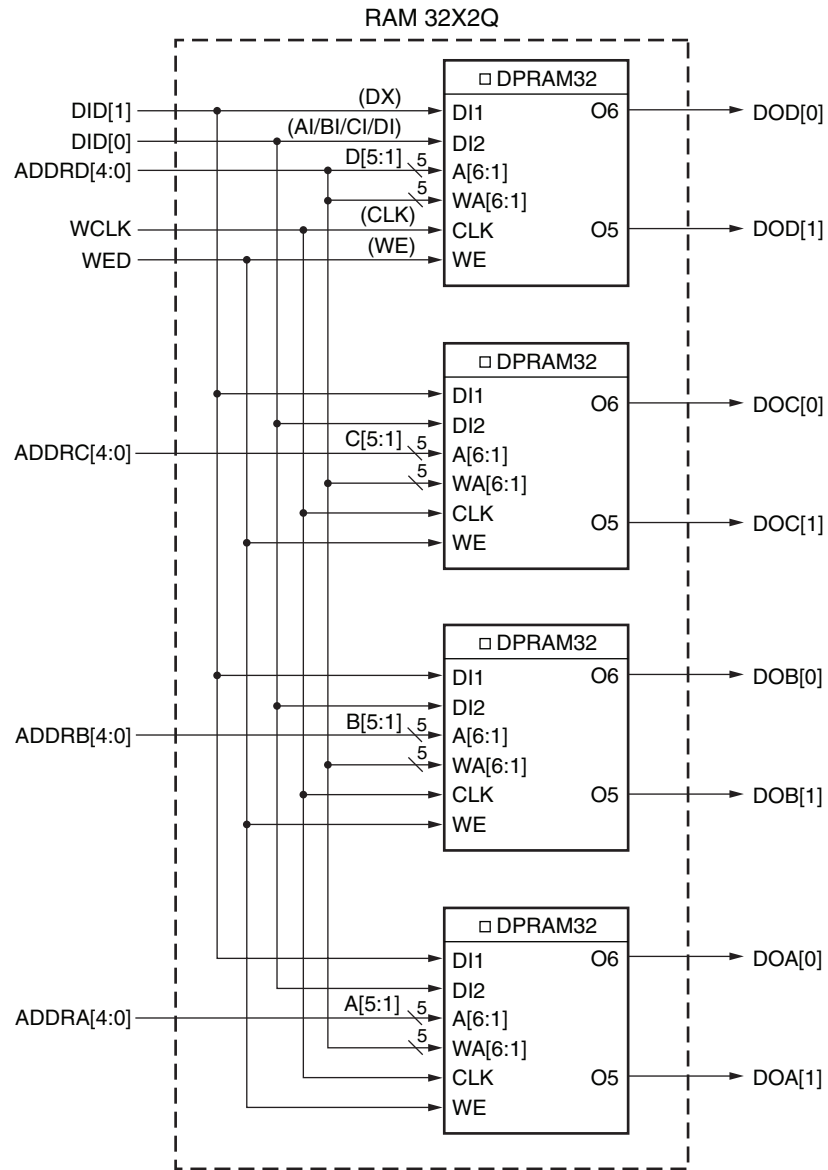 RAM 32X2Q
DPRAM32
DID[1] (DX) DI1 O6 DOD[0]
DID[0] (AI/BI/CI/DI) DI2
ADDRD[4:0] D[5:1] 5 A[6:1]
5 WA[6:1]
WCLK (CLK) CLK O5 DOD[1]
WED (WE) WE
DPRAM32
DI1 O6 DOC[0]
DI2
ADDRC[4:0] C[5:1] 5 A[6:1]
5 WA[6:1]
CLK O5 DOC[1]
WE
DPRAM32
DI1 O6 DOB[0]
DI2
ADDRB[4:0] B[5:1] 5 A[6:1]
5 WA[6:1]
CLK O5 DOB[1]
WE
DPRAM32
DI1 O6 DOA[0]
DI2
ADDRA[4:0] A[5:1] 5 A[6:1]
5 WA[6:1]
CLK O5 DOA[1]
WE